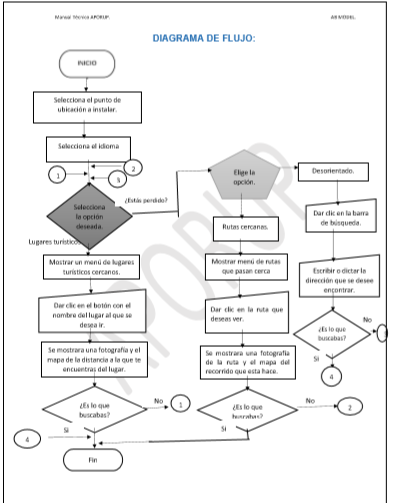 Manual Técnico APORUP.
AB MODEL.
DIAGRAMA DE FLUJO:
INICIO
Selecciona el punto de
ubicación a instalar.
Selecciona el idioma
1
2
3
Selecciona
la opción
deseada.
¿Estás perdido?
Lugares turísticos
Mostrar un menú de lugares
turísticos cercanos.
Dar clic en el botón con el
nombre del lugar al que se
desea ir.
Se mostrara una fotografía y el
mapa de la distancia a la que te
encuentras del lugar.
¿Es lo que
buscabas?
No
1
Si
4
Fin
Elige la
opción.
Rutas cercanas.
Mostrar menú de rutas
que pasan cerca
Dar clic en la ruta que
deseas ver.
Se mostrara una fotografía
de la ruta y el mapa del
recorrido que esta hace.
¿Es lo que
buscabas?
No
2
Si
Desorientado.
Dar clic en la barra
de búsqueda.
Escribir o dictar la
dirección que se desee
encontrar.
¿Es lo que
buscabas?
No
Si
4
APORUP